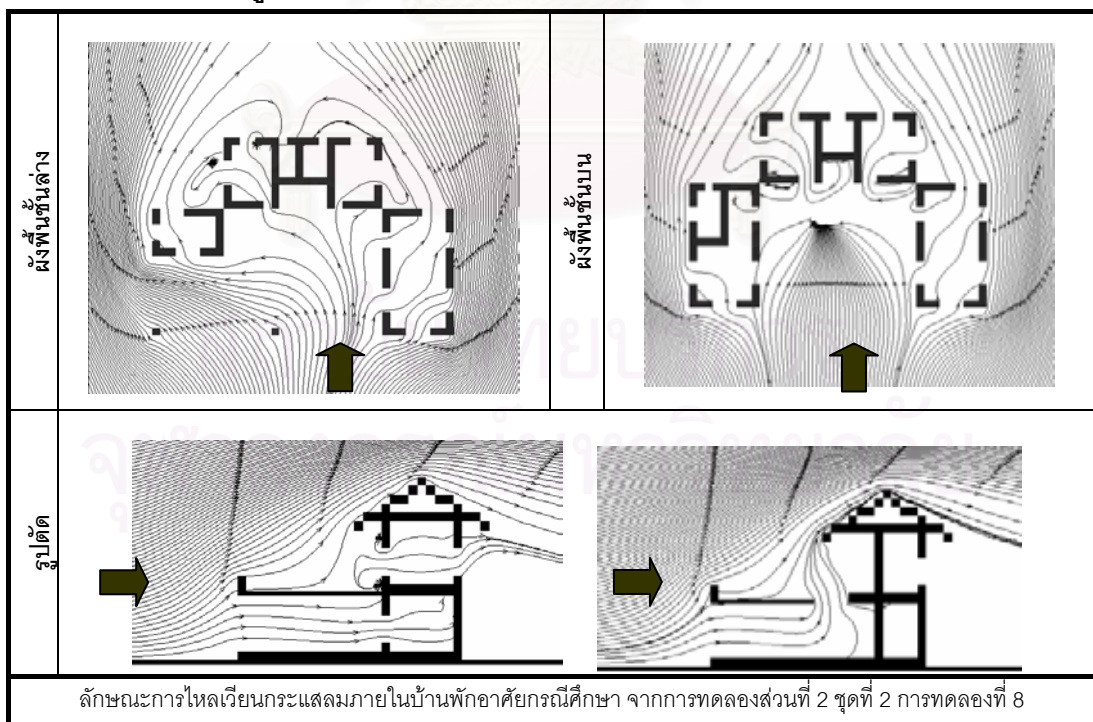 ผังพื้นชั้นล่าง
ผังพื้นชั้นบน
รูปตัด
ลักษณะการไหลเวียนกระแสลมภายในบ้านพักอาศัยกรณีศึกษา จากการทดลองส่วนที่ 2 ชุดที่ 2 การทดลองที่ 8